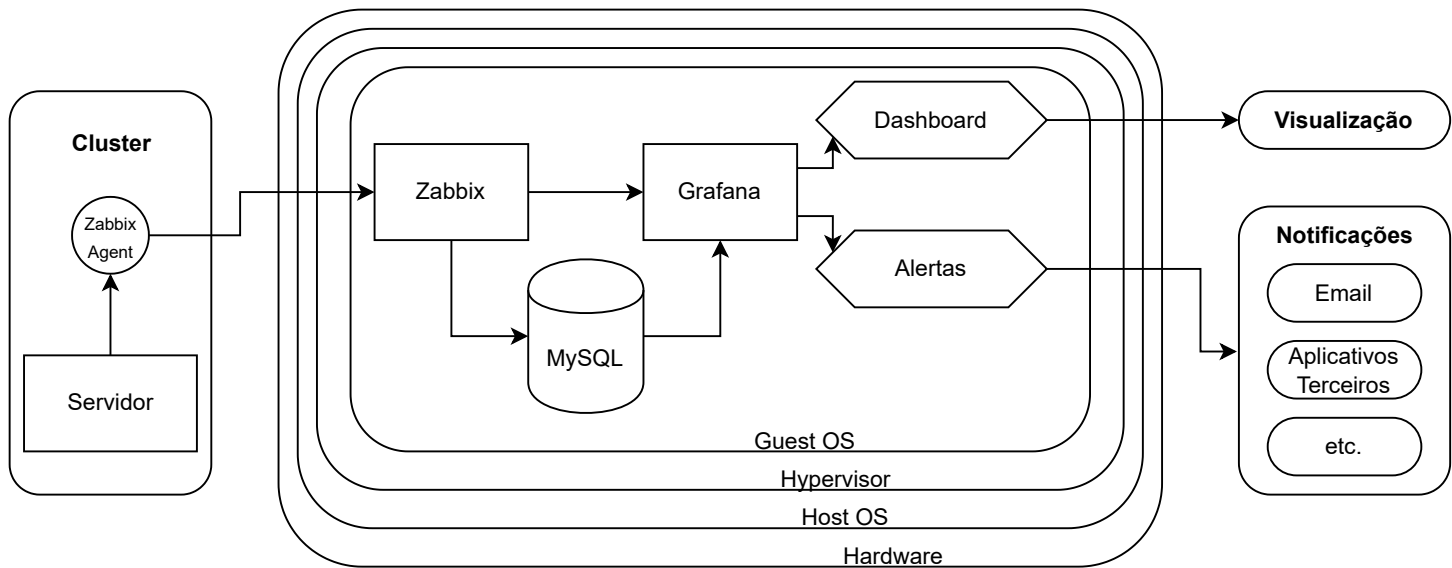 Cluster
Zabbix
Agent
Servidor
Zabbix
Grafana
MySQL
Dashboard
Alertas
Guest OS
Hypervisor
Host OS
Hardware
Visualização
Notificações
Email
Aplicativos
Terceiros
etc.